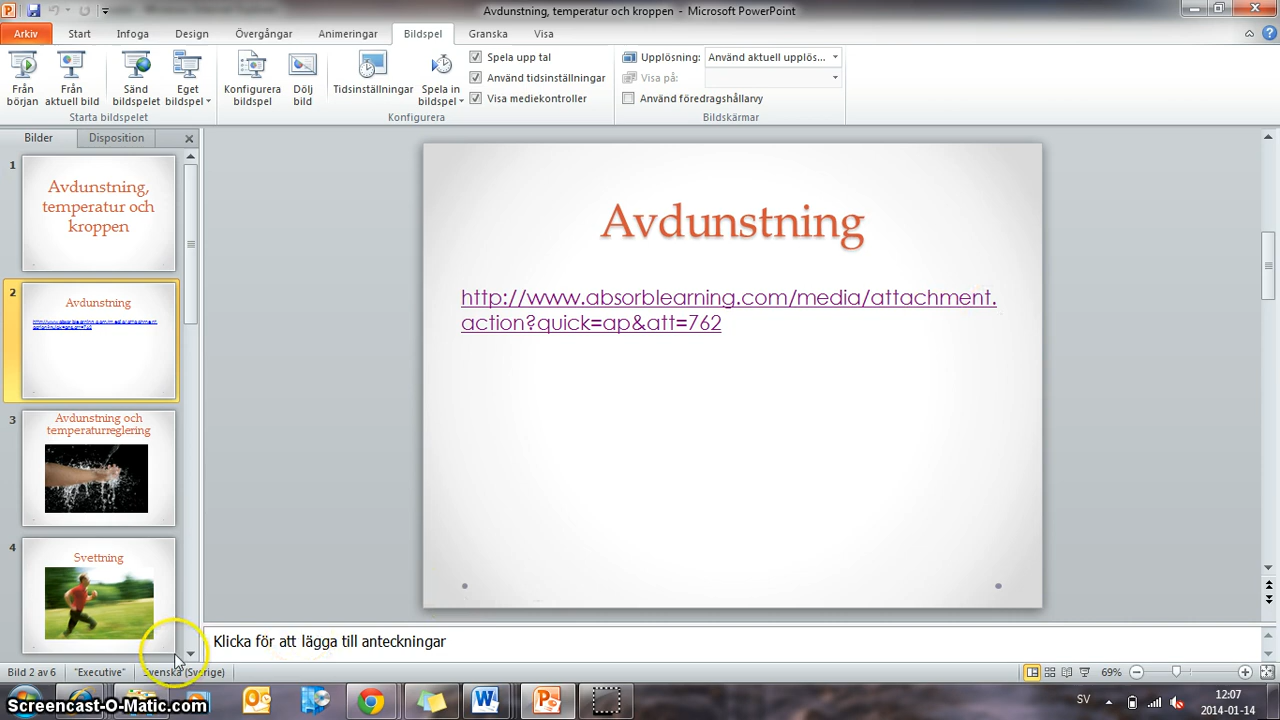 Avdunstning, temperatur och kroppen - Microsoft PowerPoint
Arkiv Start Infoga Design Övergångar Animeringar Bildspel Granska Visa
Från början
Från aktuell bild
Sänd bildspelet
Eget bildspel
Starta bildspelet
Konfigurera bildspel
Dölj bild
Tidsinställningar
Spela in bildspel
Spela upp tal
Använd tidsinställningar
Visa mediekontroller
Konfigurera
Upplösning: Använd aktuell upplös...
Visa på:
Använd föredragshållarvy
Bildskärmar
Bilder Disposition
1
Avdunstning,
temperatur och
kroppen
2
Avdunstning
3
Avdunstning och
temperaturreglering
4
Svettning
Avdunstning
http://www.absorblearning.com/media/attachment.
action?quick=ap&att=762
Klicka för att lägga till anteckningar
Bild 2 av 6 "Executive" Svenska (Sverige) 69%
Screencast-O-Matic.com
SV
12:07
2014-01-14